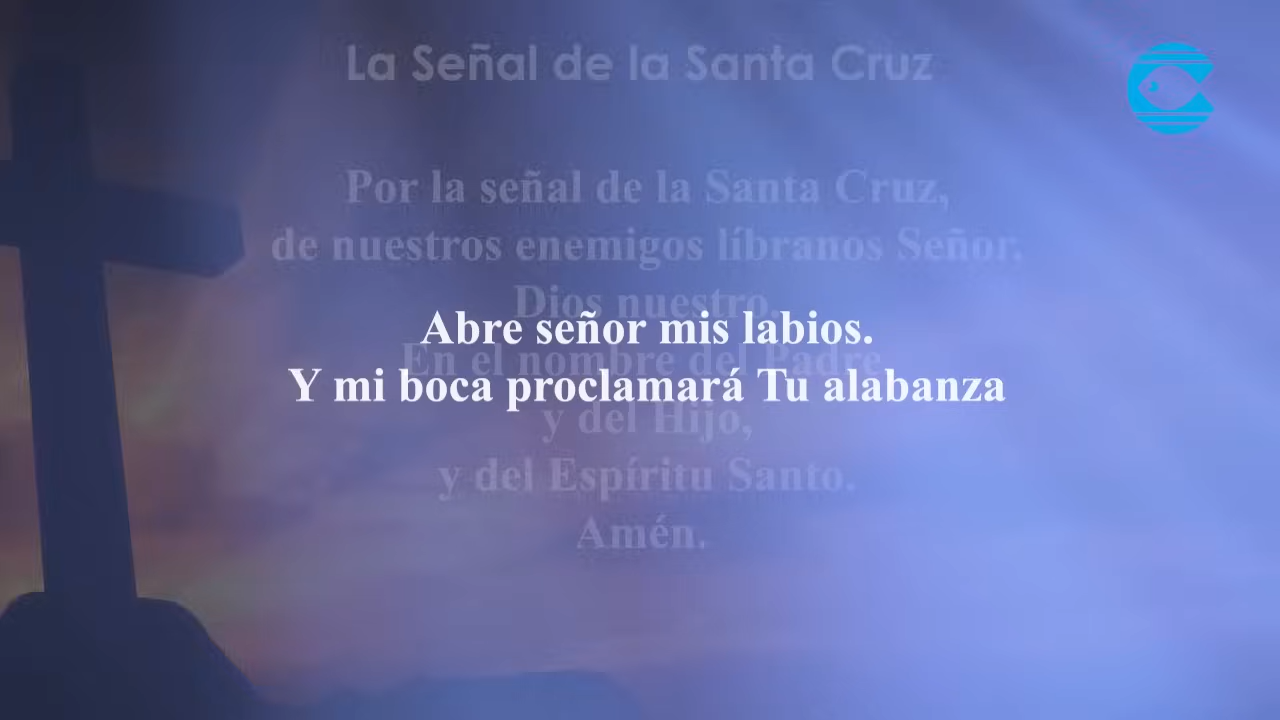 La Señal de la Santa Cruz
Por la señal de la Santa Cruz,
de nuestros enemigos líbranos Señor,
Dios nuestro.
Abre señor mis labios.
En el nombre del Padre
Y mi boca proclamará Tu alabanza
y del Hijo,
y del Espíritu Santo.
Amén.